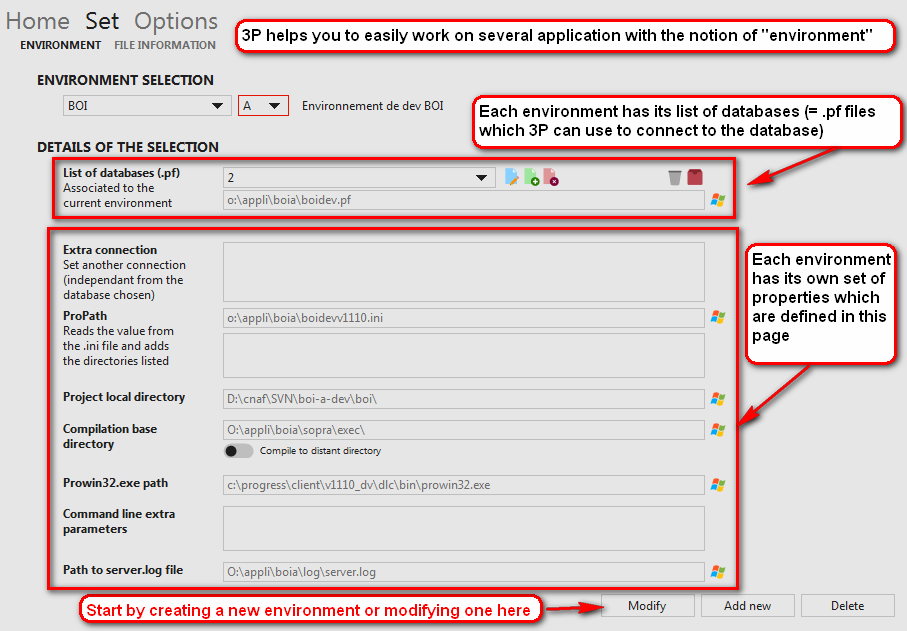 Home Set Options
ENVIRONMENT FILE INFORMATION
3P helps you to easily work on several application with the notion of "environment"
ENVIRONMENT SELECTION
BOI A Environnement de dev BOI
Each environment has its list of databases (= .pf files
which 3P can use to connect to the database)
DETAILS OF THE SELECTION
List of databases (.pf)
Associated to the
current environment
2
o:\appli\boia\boidev.pf
Extra connection
Set another connection
(independant from the
database chosen)
Each environment
has its own set of
properties which
are defined in this
page
ProPath
Reads the value from
the .ini file and adds
the directories listed
o:\appli\boia\boidevv1110.ini
Project local directory
D:\cnaf\SVN\boi-a-dev\boi\
Compilation base
directory
O:\appli\boia\sopra\exec\
Compile to distant directory
Prowin32.exe path
c:\progress\client\v1110_dv\dlc\bin\prowin32.exe
Command line extra
parameters
Path to server.log file
O:\appli\boia\log\server.log
Start by creating a new environment or modifying one here
Modify Add new Delete